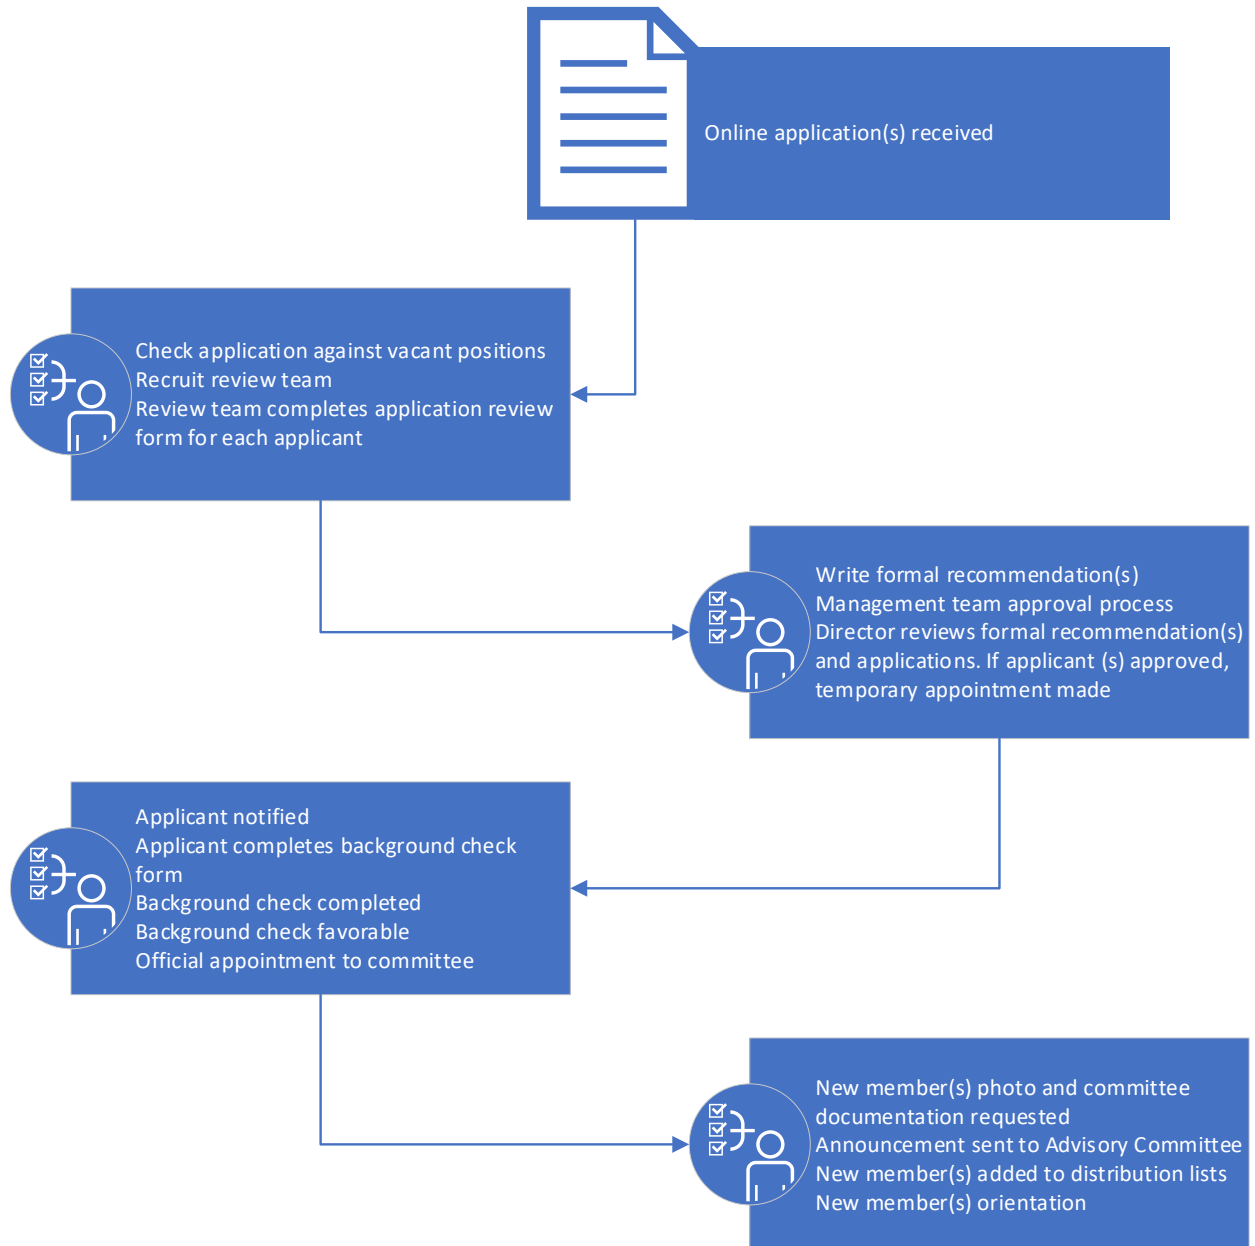 Online application(s) received
Check application against vacant positions
Recruit review team
Review team completes application review
form for each applicant
Write formal recommendation(s)
Management team approval process
Director reviews formal recommendation(s)
and applications. If applicant (s) approved,
temporary appointment made
Applicant notified
Applicant completes background check
form
Background check completed
Background check favorable
Official appointment to committee
New member(s) photo and committee
documentation requested
Announcement sent to Advisory Committee
New member(s) added to distribution lists
New member(s) orientation